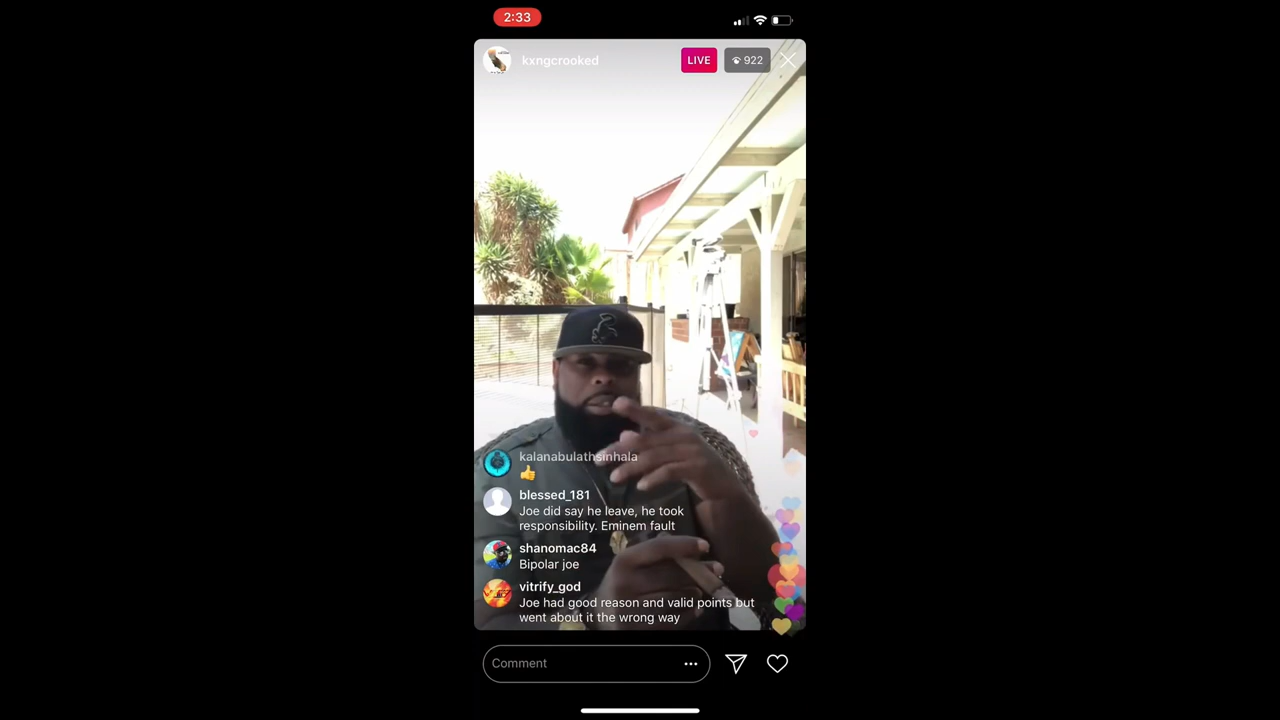 2:33
kxngcrooked
LIVE
922
kalanabulathsinhala
👍
blessed_181
Joe did say he leave, he took
responsibility. Eminem fault
shanomac84
Bipolar joe
vitrify_god
Joe had good reason and valid points but
went about it the wrong way
Comment